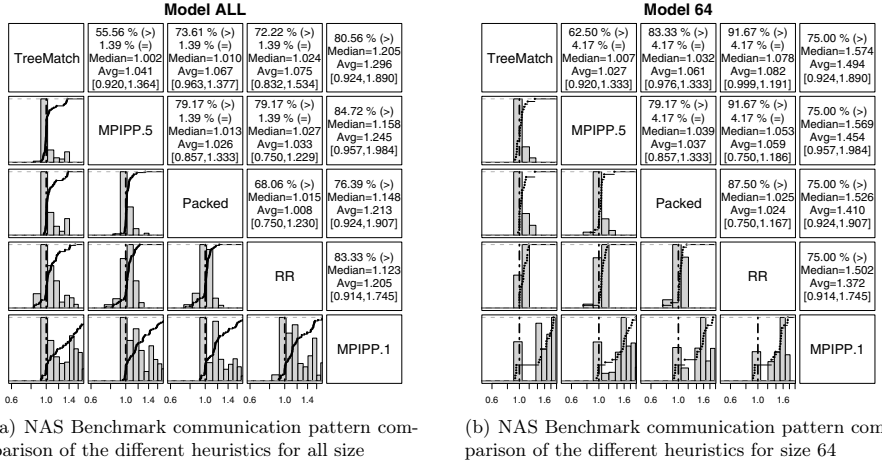 Model ALL
TreeMatch
55.56 % (>)
1.39 % (=)
Median=1.002
Avg=1.041
[0.920,1.364]
73.61 % (>)
1.39 % (=)
Median=1.010
Avg=1.067
[0.963,1.377]
72.22 % (>)
1.39 % (=)
Median=1.024
Avg=1.075
[0.832,1.534]
80.56 % (>)
Median=1.205
Avg=1.296
[0.924,1.890]
MPIPP.5
79.17 % (>)
1.39 % (=)
Median=1.013
Avg=1.026
[0.857,1.333]
79.17 % (>)
1.39 % (=)
Median=1.027
Avg=1.033
[0.750,1.229]
84.72 % (>)
Median=1.158
Avg=1.245
[0.957,1.984]
Packed
68.06 % (>)
Median=1.015
Avg=1.008
[0.750,1.230]
76.39 % (>)
Median=1.148
Avg=1.213
[0.924,1.907]
RR
83.33 % (>)
Median=1.123
Avg=1.205
[0.914,1.745]
MPIPP.1
0.6 1.0 1.4 0.6 1.0 1.4 0.6 1.0 1.4 0.6 1.0 1.4
a) NAS Benchmark communication pattern com-
parison of the different heuristics for all size
Model 64
TreeMatch
62.50 % (>)
4.17 % (=)
Median=1.007
Avg=1.027
[0.920,1.333]
83.33 % (>)
4.17 % (=)
Median=1.032
Avg=1.061
[0.976,1.333]
91.67 % (>)
4.17 % (=)
Median=1.078
Avg=1.082
[0.999,1.191]
75.00 % (>)
Median=1.574
Avg=1.494
[0.924,1.890]
MPIPP.5
79.17 % (>)
4.17 % (=)
Median=1.039
Avg=1.037
[0.857,1.333]
91.67 % (>)
4.17 % (=)
Median=1.053
Avg=1.059
[0.750,1.186]
75.00 % (>)
Median=1.569
Avg=1.454
[0.957,1.984]
Packed
87.50 % (>)
Median=1.025
Avg=1.024
[0.750,1.167]
75.00 % (>)
Median=1.526
Avg=1.410
[0.924,1.907]
RR
75.00 % (>)
Median=1.502
Avg=1.372
[0.914,1.745]
MPIPP.1
0.6 1.0 1.6 0.6 1.0 1.6 0.6 1.0 1.6 0.6 1.0 1.6
(b) NAS Benchmark communication pattern com
parison of the different heuristics for size 64